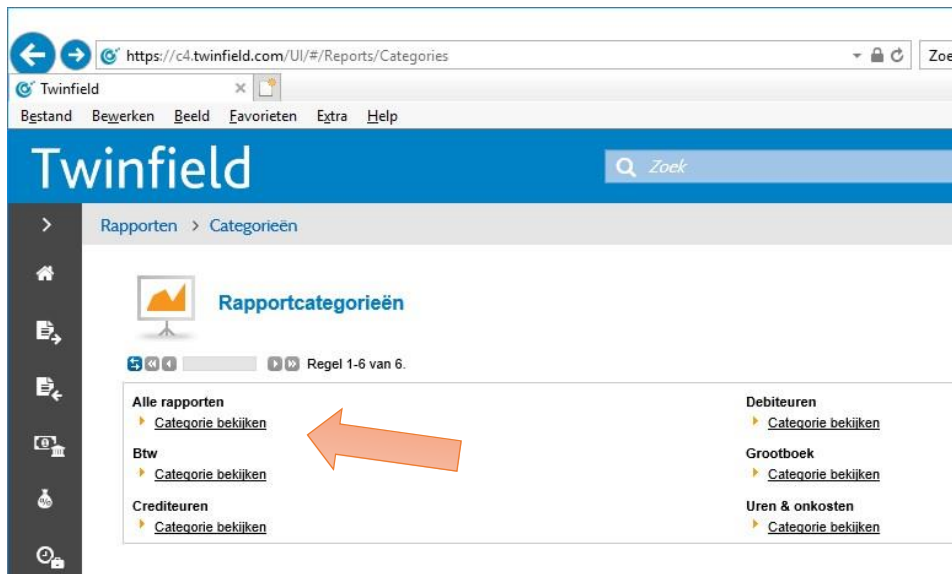 https://c4.twinfield.com/UI/#/Reports/Categories
Zoe
Twinfield
Bestand Bewerken Beeld Favorieten Extra Help
Twinfield
Zoek
Rapporten > Categorieën
Rapportcategorieën
Regel 1-6 van 6.
Alle rapporten
Categorie bekijken
Btw
Categorie bekijken
Crediteuren
Categorie bekijken
Debiteuren
Categorie bekijken
Grootboek
Categorie bekijken
Uren & onkosten
Categorie bekijken